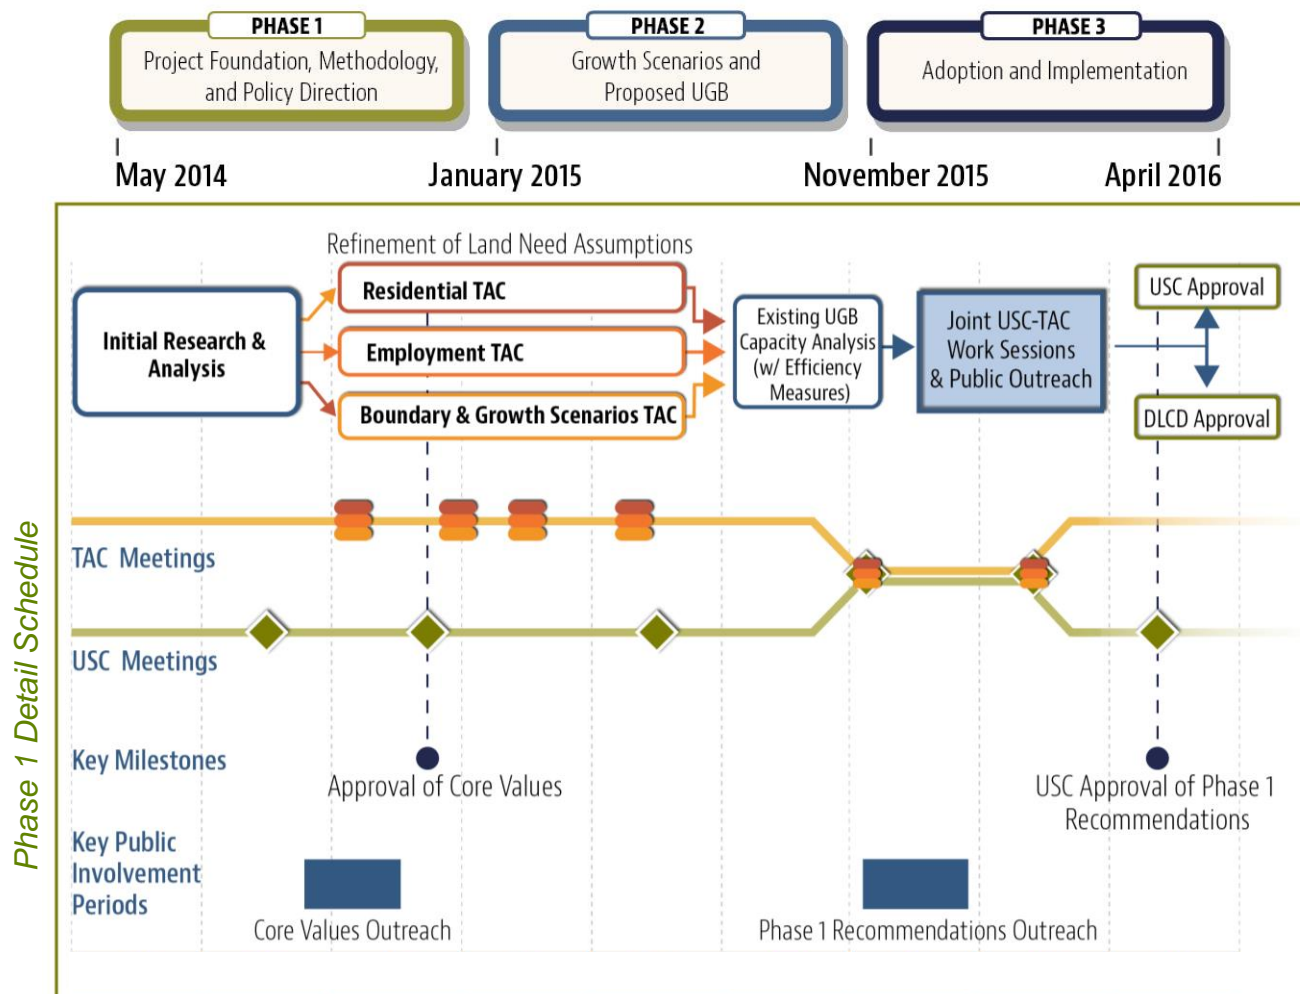 PHASE 1
Project Foundation, Methodology,
and Policy Direction
PHASE 2
Growth Scenarios and
Proposed UGB
PHASE 3
Adoption and Implementation
May 2014
January 2015
November 2015
April 2016
Phase 1 Detail Schedule
Refinement of Land Need Assumptions
Initial Research &
Analysis
Residential TAC
Employment TAC
Boundary & Growth Scenarios TAC
Existing UGB
Capacity Analysis
(w/ Efficiency
Measures)
Joint USC-TAC
Work Sessions
& Public Outreach
USC Approval
DLCD Approval
TAC Meetings
USC Meetings
Key Milestones
Approval of Core Values
USC Approval of Phase 1
Recommendations
Key Public
Involvement
Periods
Core Values Outreach
Phase 1 Recommendations Outreach